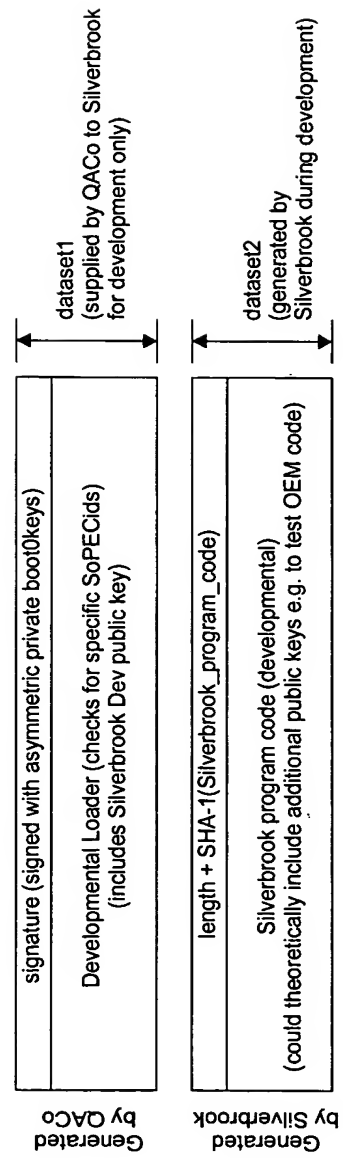 Generated
by QACo
signature (signed with asymmetric private boot0keys)
Developmental Loader (checks for specific SoPECids)
(includes Silverbrook Dev public key)
dataset1
(supplied by QACo to Silverbrook
for development only)
Generated
by Silverbrook
length + SHA-1(Silverbrook_program_code)
Silverbrook program code (developmental)
(could theoretically include additional public keys e.g. to test OEM code)
dataset2
(generated by
Silverbrook during development)